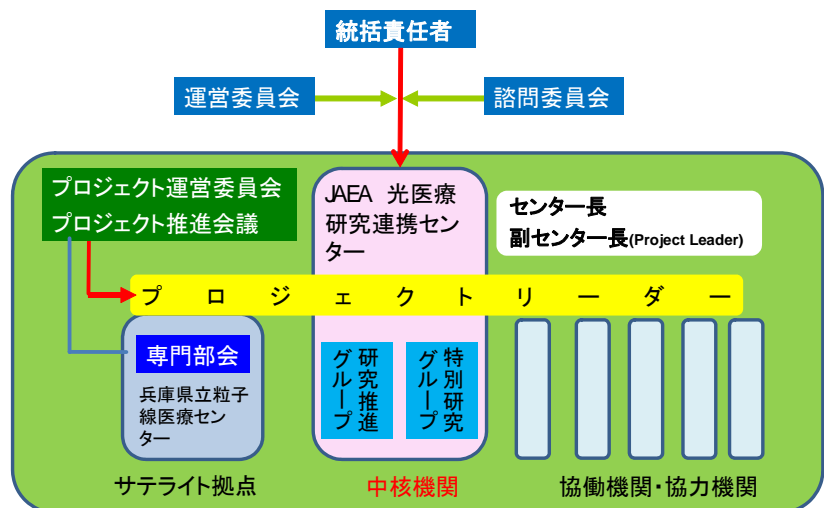 統括責任者
運営委員会
諮問委員会
プロジェクト運営委員会
プロジェクト推進会議
JAEA 光医療
研究連携セン
ター
センター長
副センター長(Project Leader)
プロジェクトリーダー
専門部会
兵庫県立粒子
線医療セン
ター
研究推進
グループ
特別研究
グループ
サテライト拠点
中核機関
協働機関・協力機関